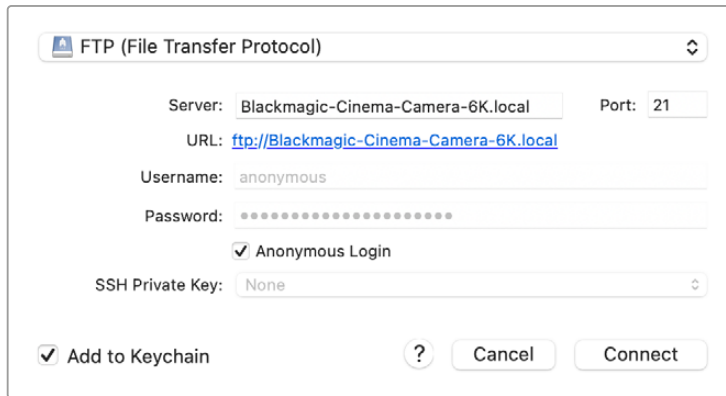 FTP (File Transfer Protocol)
Server: Blackmagic-Cinema-Camera-6K.local Port: 21
URL: ftp://Blackmagic-Cinema-Camera-6K.local
Username: anonymous
Password: ●●●●●●●●●●●●●●●●●●●●●
Anonymous Login
SSH Private Key: None
Add to Keychain ? Cancel Connect